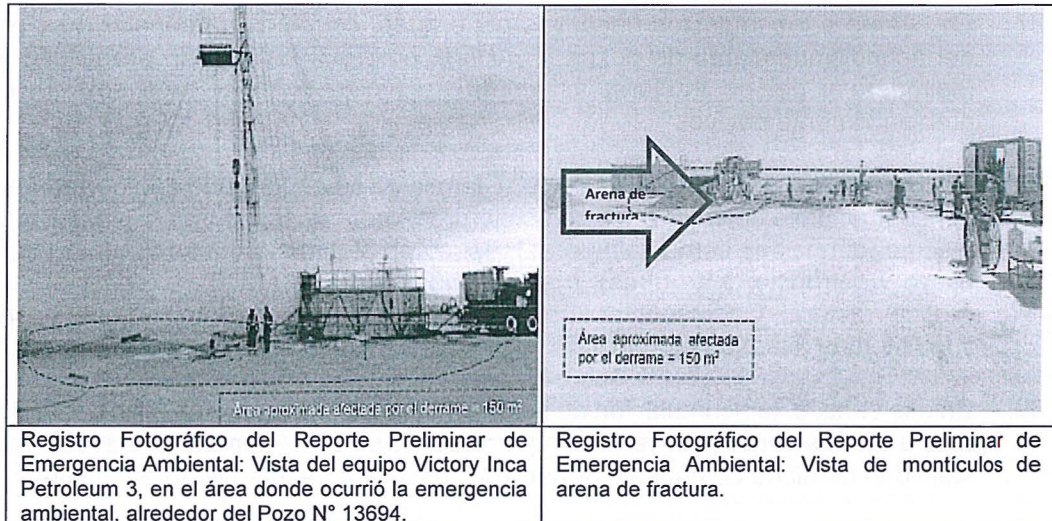 Área aproximada afectada por el derrame = 150 m²
Arena de
fractura
Área aproximada afectada
por el derrame = 150 m²
Registro Fotográfico del Reporte Preliminar de
Emergencia Ambiental: Vista del equipo Victory Inca
Petroleum 3, en el área donde ocurrió la emergencia
ambiental, alrededor del Pozo N° 13694.
Registro Fotográfico del Reporte Preliminar de
Emergencia Ambiental: Vista de montículos de
arena de fractura.